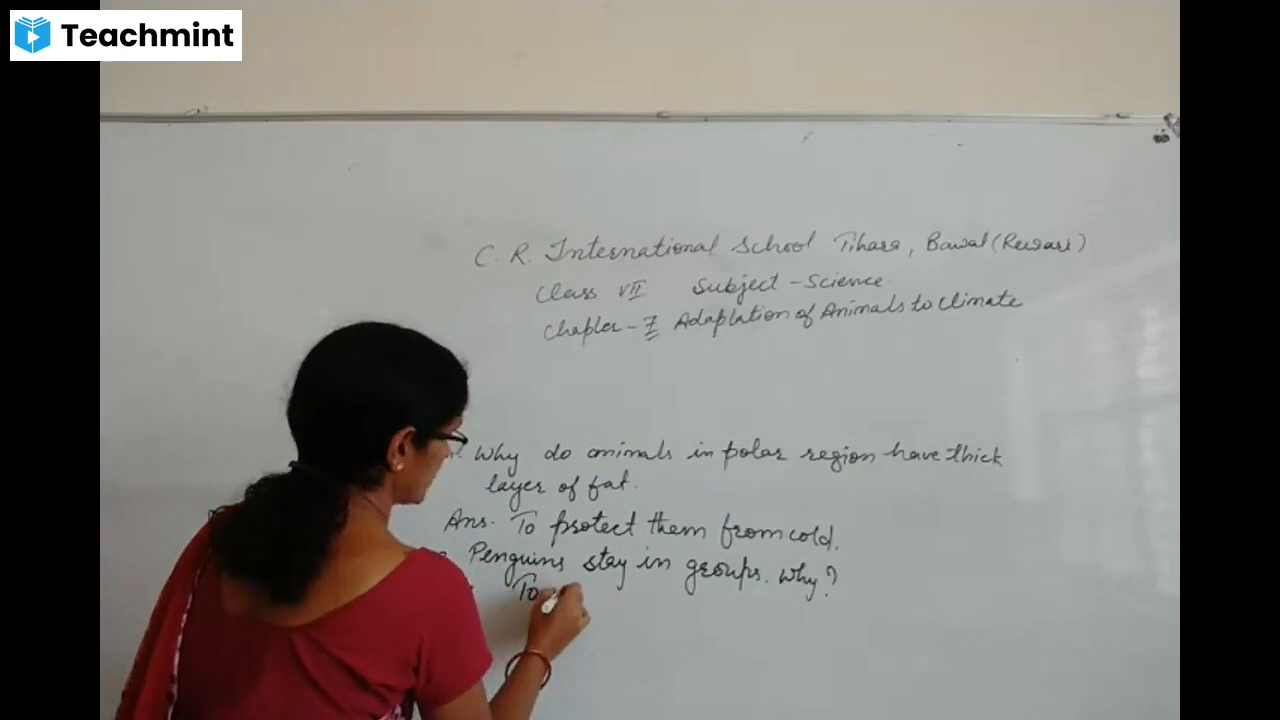 Teachmint
C. R. International School Tihara, Bawal (Rewari)
Class VII Subject - Science
Chapter - 7 Adaplation of Animals to Climate
Why do animals in polar region have thick
layer of fat.
Ans. To protect them from cold.
Penguins stay in groups. Why?
To